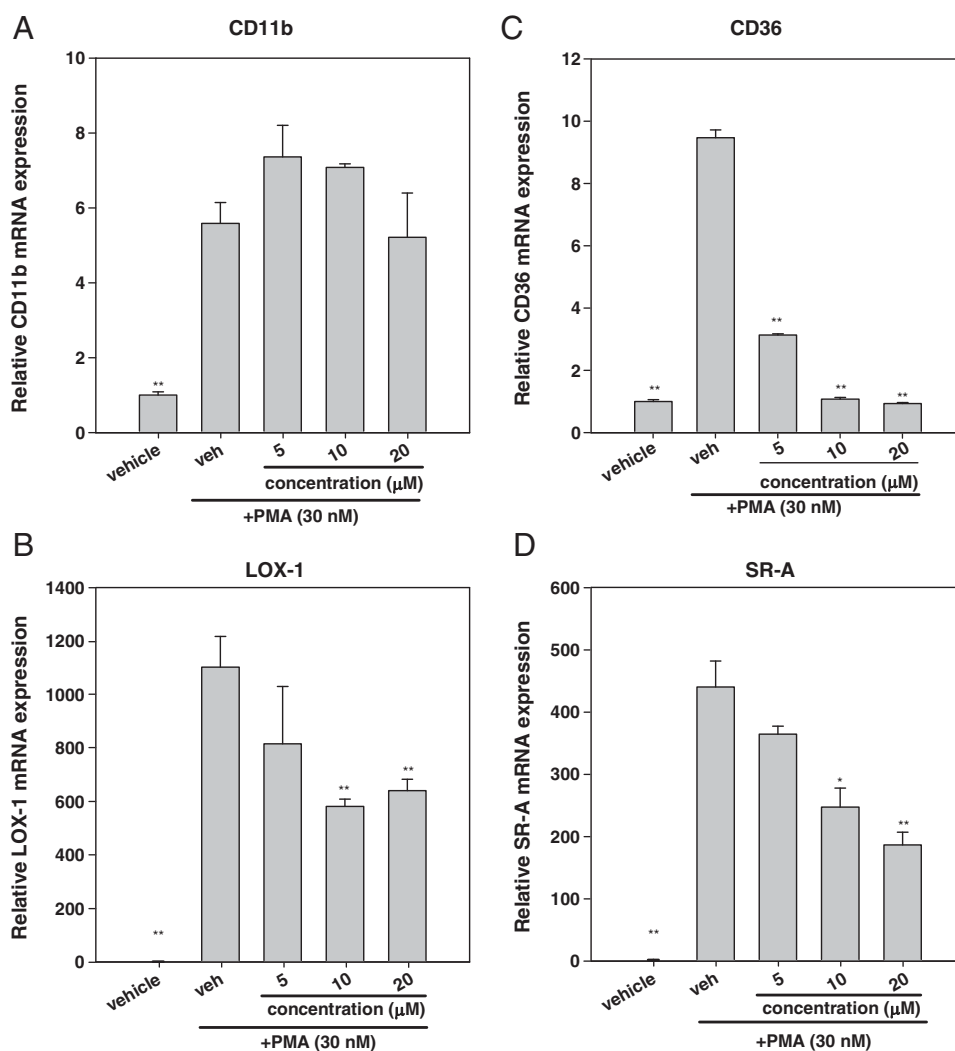 A
CD11b
Relative CD11b mRNA expression
10
8
6
4
2
0
**
vehicle
veh
5
10
20
concentration (μM)
+PMA (30 nM)
C
CD36
Relative CD36 mRNA expression
12
10
8
6
4
2
0
**
**
**
**
vehicle
veh
5
10
20
concentration (μM)
+PMA (30 nM)
B
LOX-1
Relative LOX-1 mRNA expression
1400
1200
1000
800
600
400
200
0
**
**
**
vehicle
veh
5
10
20
concentration (μM)
+PMA (30 nM)
D
SR-A
Relative SR-A mRNA expression
600
500
400
300
200
100
0
**
*
**
vehicle
veh
5
10
20
concentration (μM)
+PMA (30 nM)